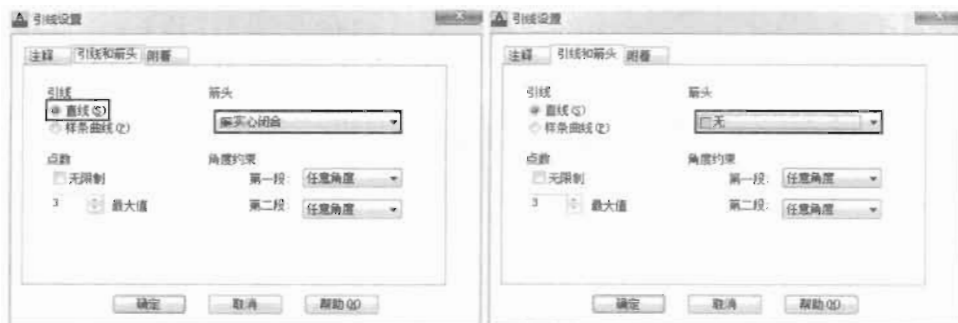 引线设置
注释 引线和箭头 附着
引线
直线(S)
样条曲线(P)
箭头
实心闭合
点数
无限制
3 最大值
角度约束
第一段: 任意角度
第二段: 任意角度
确定 取消 帮助(H)
引线设置
注释 引线和箭头 附着
引线
直线(S)
样条曲线(P)
箭头
无
点数
无限制
3 最大值
角度约束
第一段: 任意角度
第二段: 任意角度
确定 取消 帮助(H)